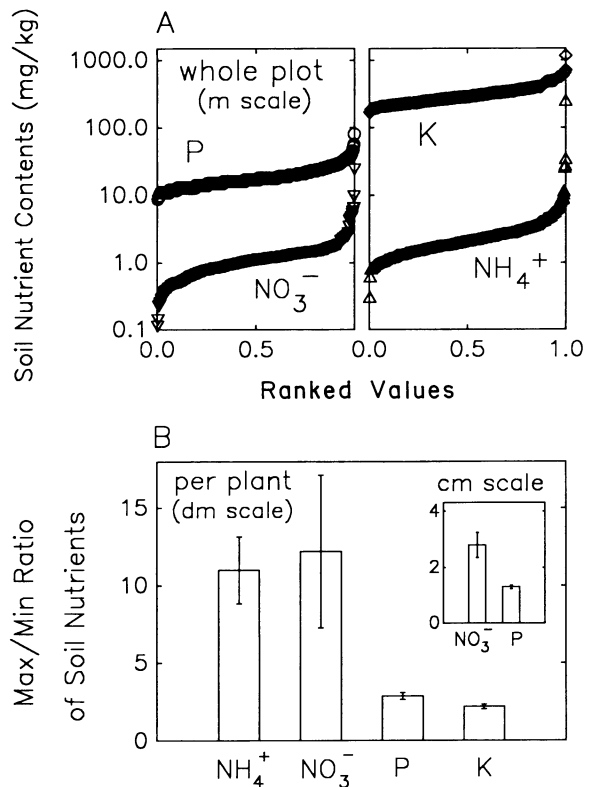 A
Soil Nutrient Contents (mg/kg)
1000.0
100.0
10.0
1.0
0.1
whole plot
(m scale)
P
NO₃⁻
K
NH₄⁺
0.0 0.5 0.0 0.5 1.0
Ranked Values
B
Max/Min Ratio
of Soil Nutrients
15
10
5
0
per plant
(dm scale)
cm scale
4
2
0
NO₃⁻ P
NH₄⁺ NO₃⁻ P K